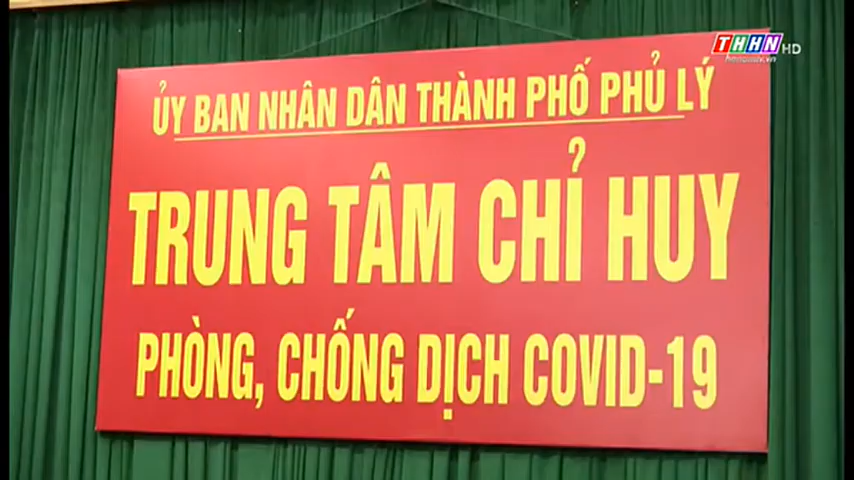 THHN HD
ỦY BAN NHÂN DÂN THÀNH PHỐ PHỦ LÝ
TRUNG TÂM CHỈ HUY
PHÒNG, CHỐNG DỊCH COVID-19